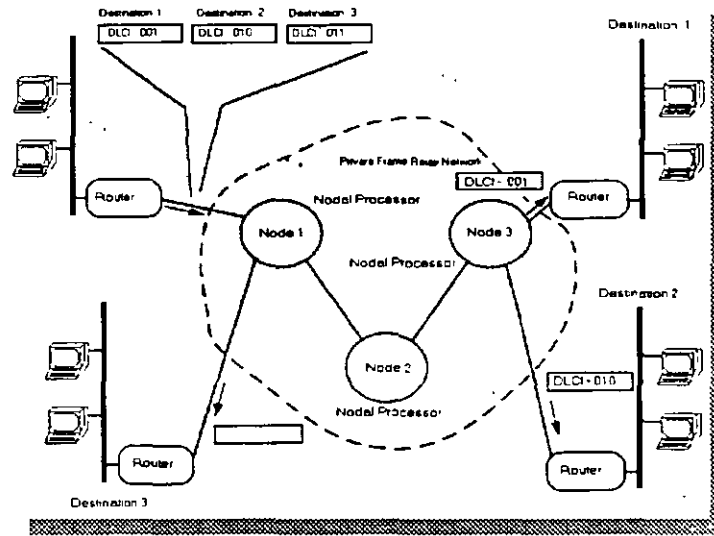 Destination 1 Destination 2 Destination 3
DLCI 001 DLCI 010 DLCI 011
Destination 1
Private Frame Relay Network
DLCI - 001
Router
Nodal Processor
Router
Node 1
Node 3
Nodal Processor
Destination 2
Node 2
DLCI - 010
Nodal Processor
Router
Router
Destination 3